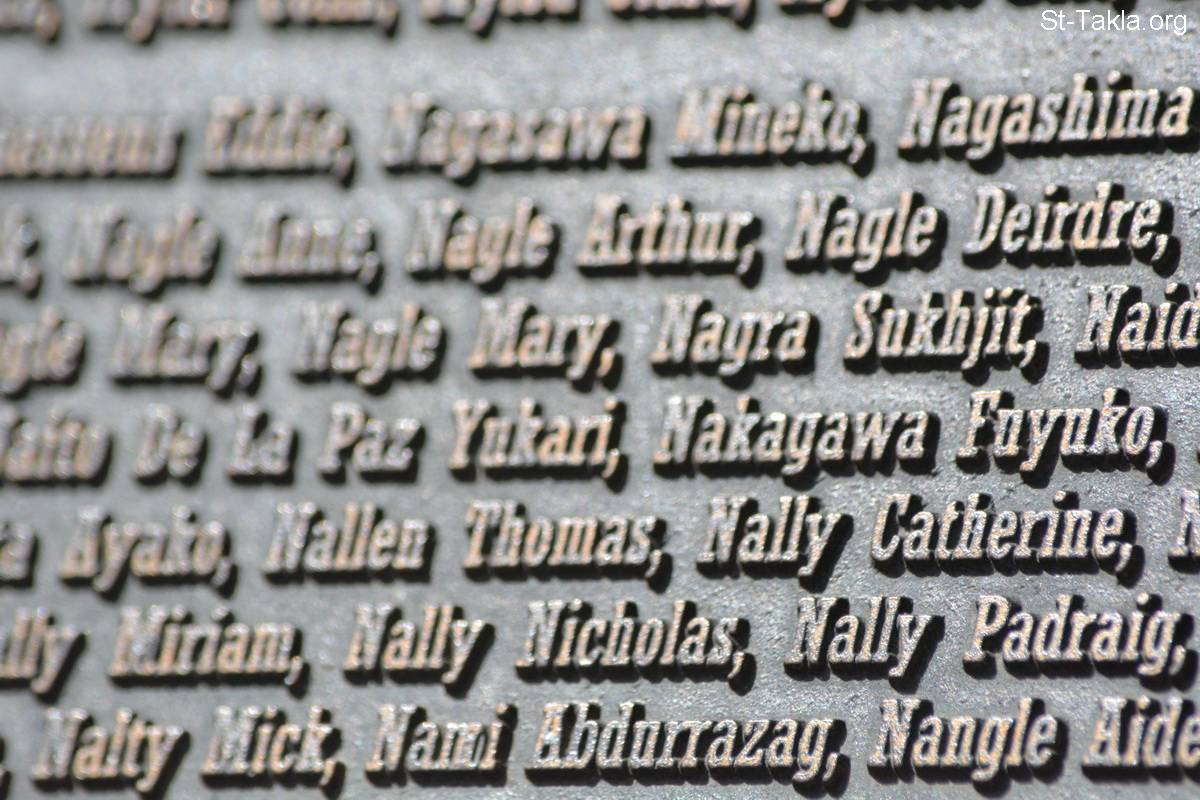 St-Takla.org
Eddie, Nagasawa Mineko, Nagashima
Nagle Anne, Nagle Arthur, Nagle Deirdre,
Mary, Nagle Mary, Nagra Sukhjit,
Naito De La Paz Yukari, Nakagawa Fuyuko,
Ayako, Nallen Thomas, Nally Catherine,
Miriam, Nally Nicholas, Nally Padraig,
Nalty Mick, Nami Abdurrazag, Nangle